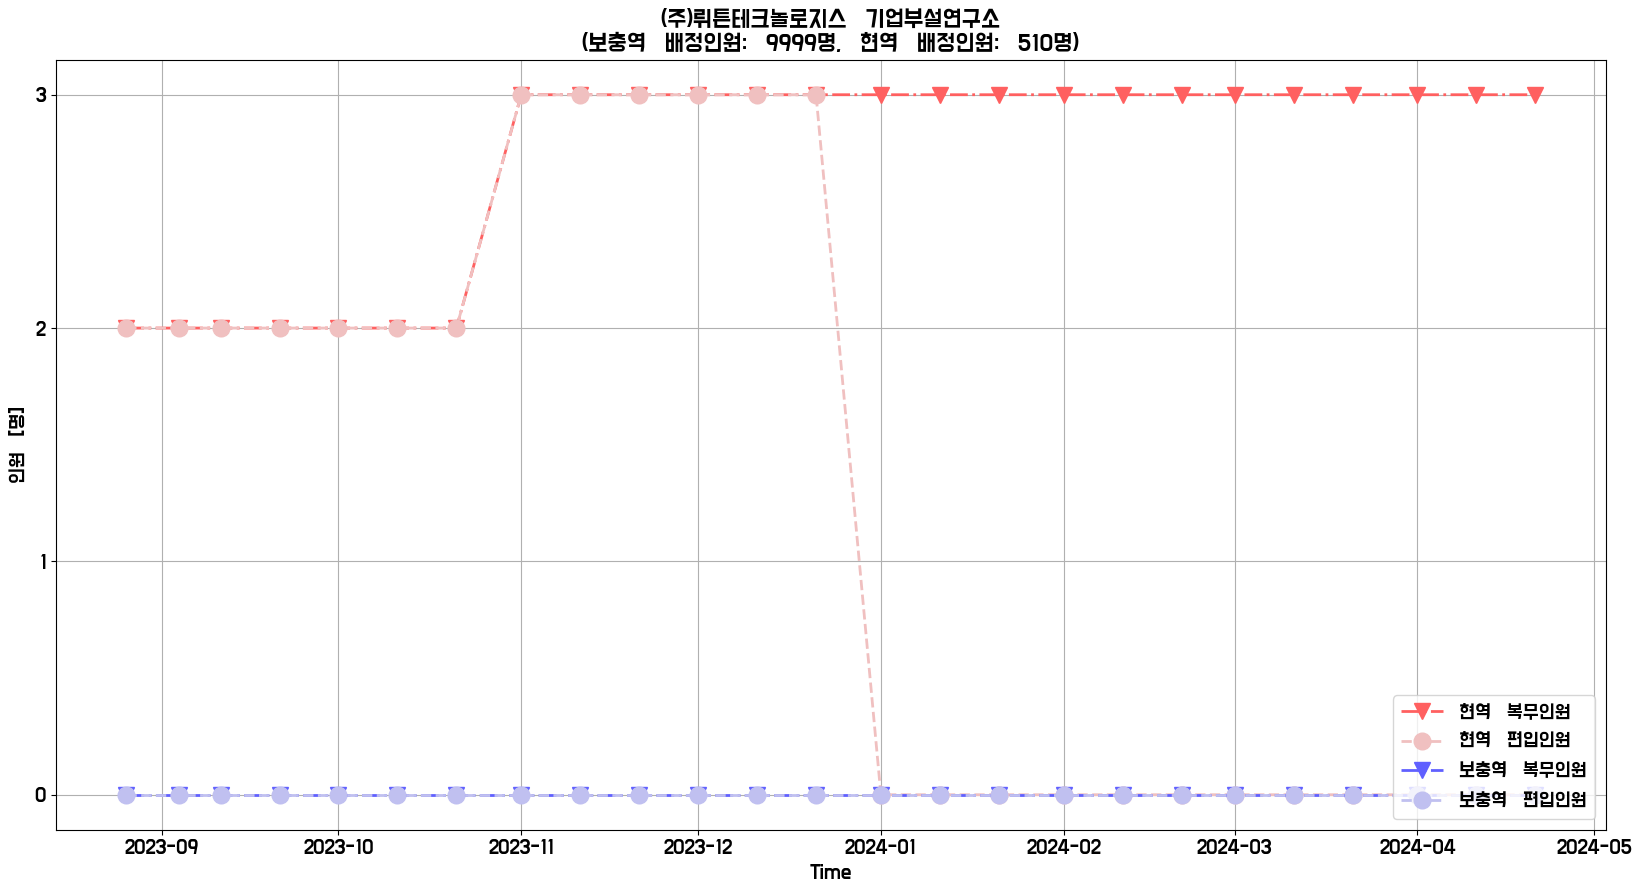 (주)뤼튼테크놀로지스 기업부설연구소
(보충역 배정인원: 9999명, 현역 배정인원: 510명)
3
2
1
0
인원 [명]
현역 복무인원
현역 편입인원
보충역 복무인원
보충역 편입인원
2023-09 2023-10 2023-11 2023-12 2024-01 2024-02 2024-03 2024-04 2024-05
Time